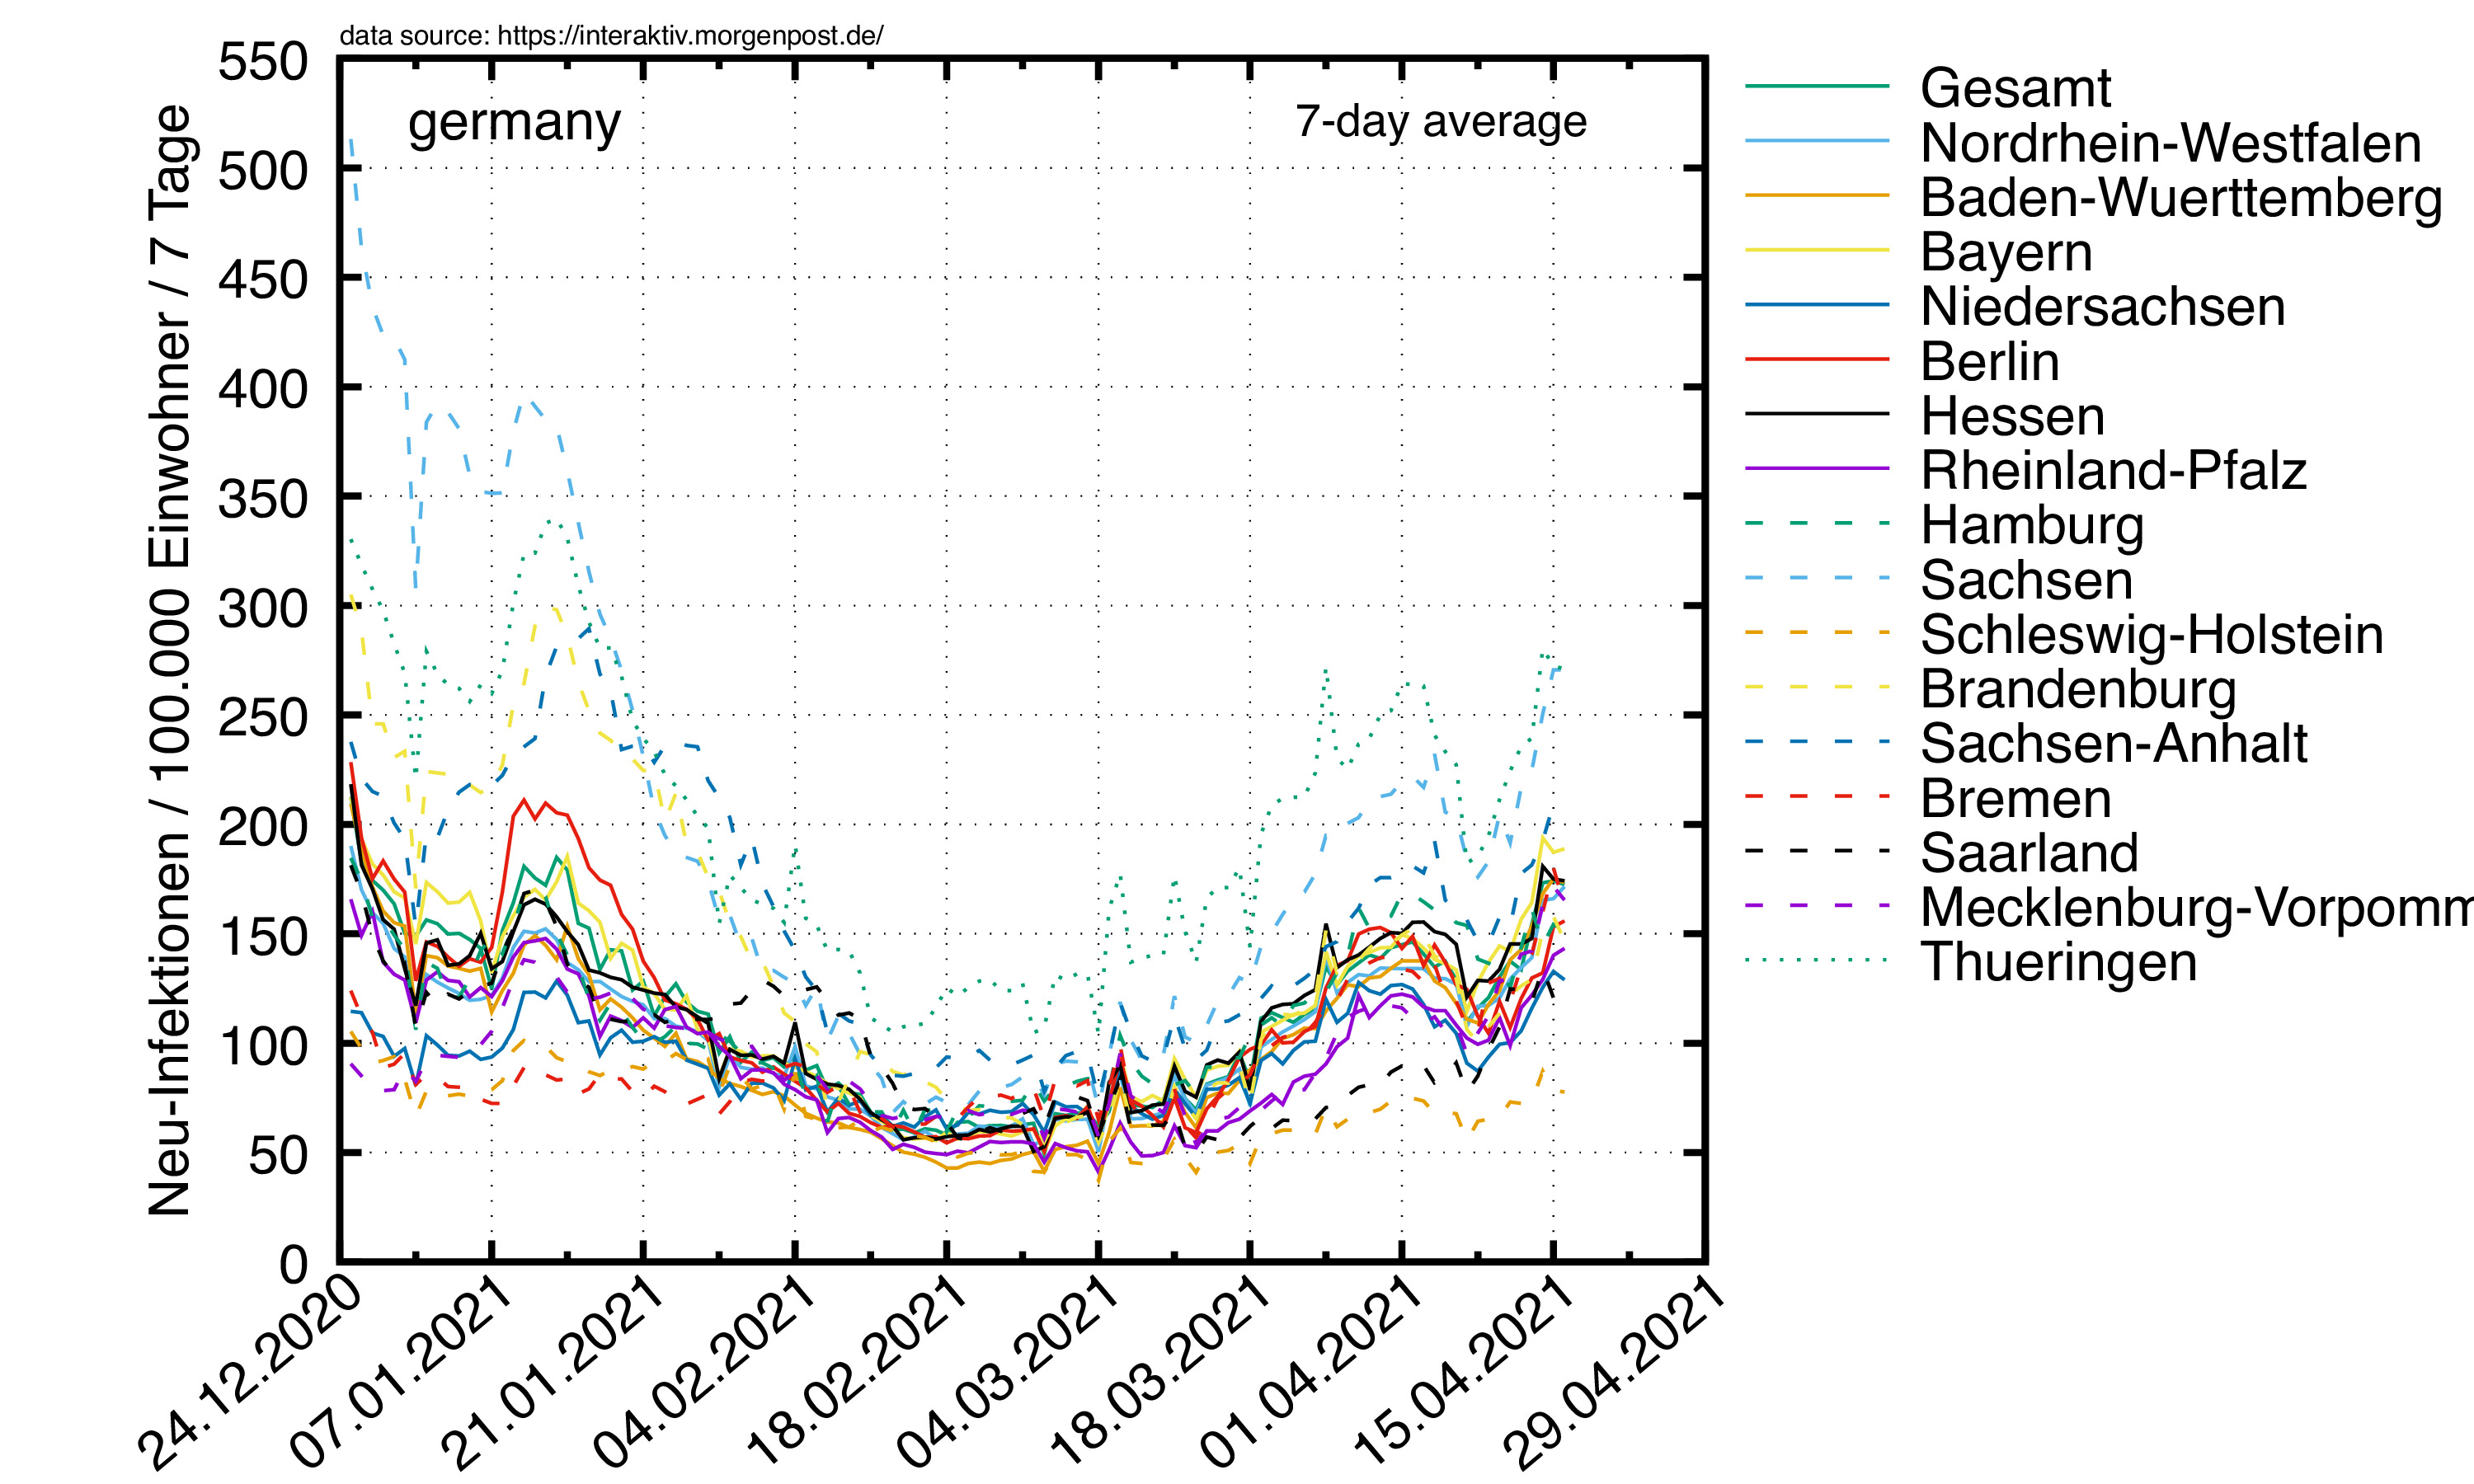 data source: https://interaktiv.morgenpost.de/
germany
7-day average
Neu-Infektionen / 100.000 Einwohner / 7 Tage
550
500
450
400
350
300
250
200
150
100
50
0
24.12.2020
07.01.2021
21.01.2021
04.02.2021
18.02.2021
04.03.2021
18.03.2021
01.04.2021
15.04.2021
29.04.2021
Gesamt
Nordrhein-Westfalen
Baden-Wuerttemberg
Bayern
Niedersachsen
Berlin
Hessen
Rheinland-Pfalz
Hamburg
Sachsen
Schleswig-Holstein
Brandenburg
Sachsen-Anhalt
Bremen
Saarland
Mecklenburg-Vorpomm
Thueringen